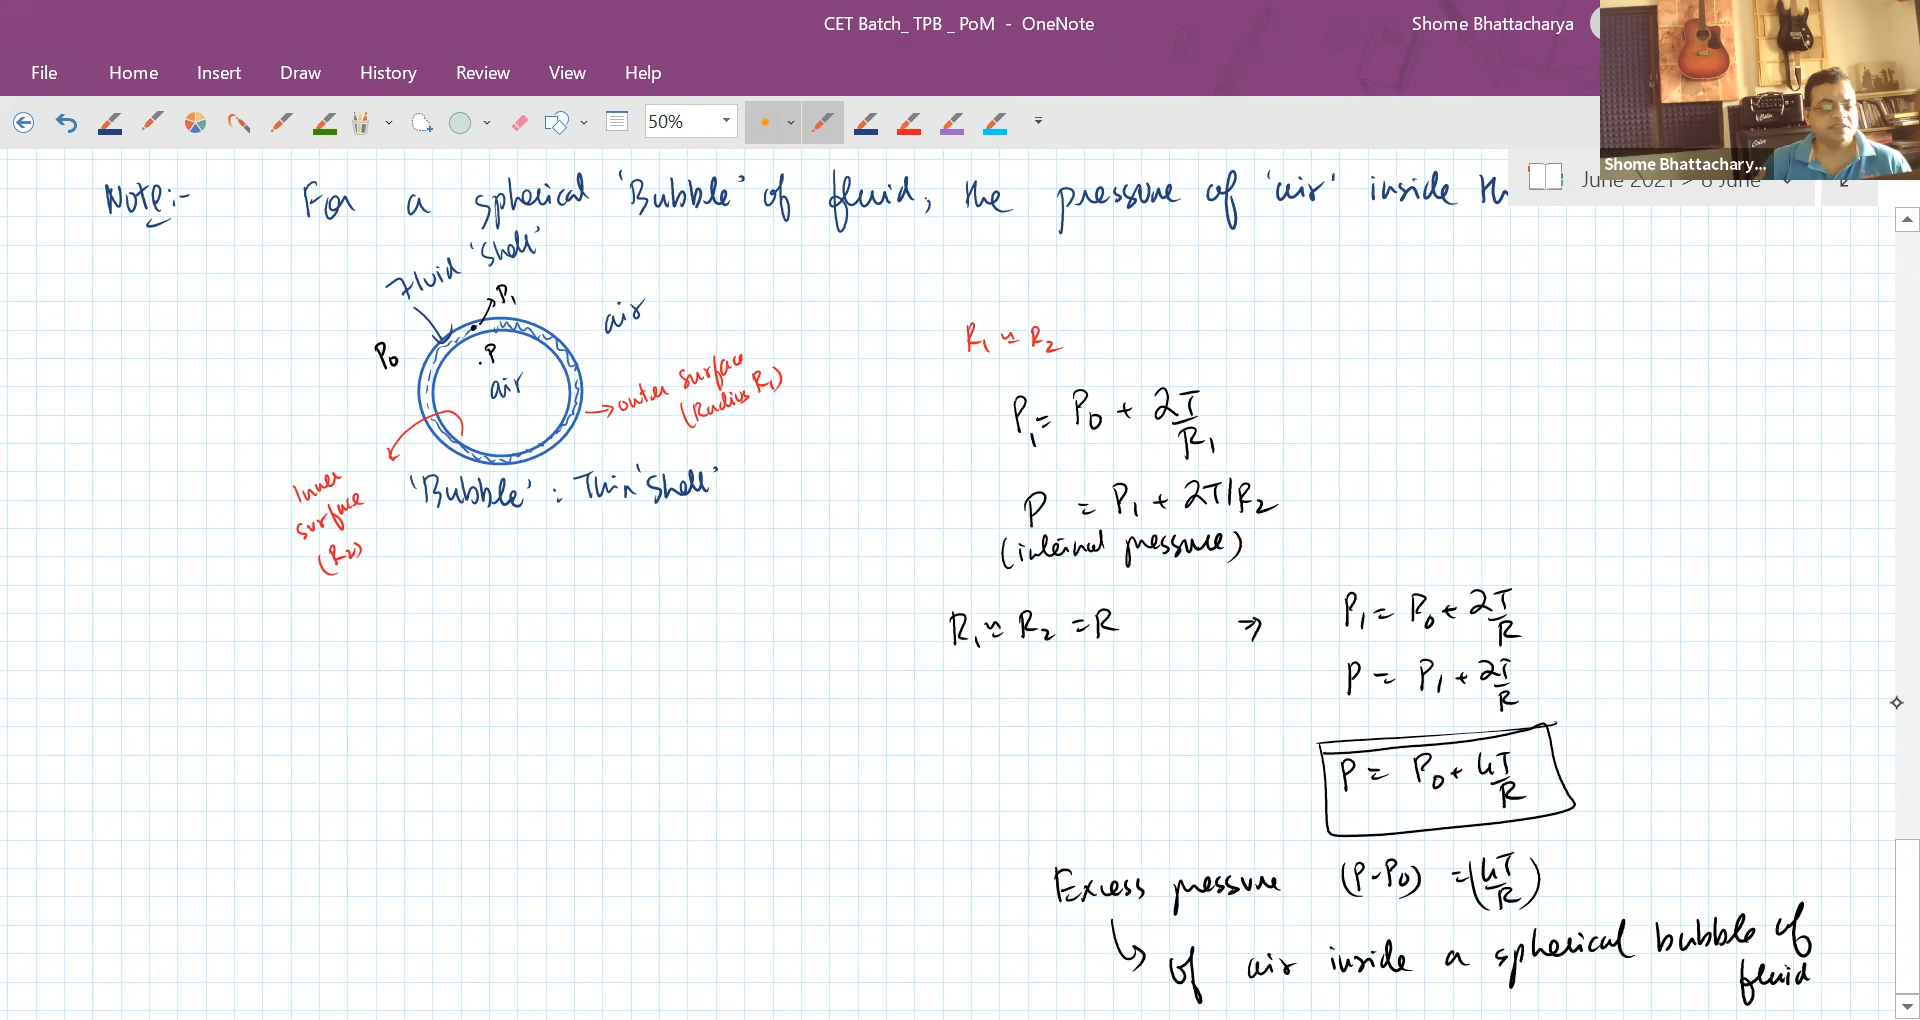 CET Batch_ TPB _ PoM - OneNote
Shome Bhattacharya
File Home Insert Draw History Review View Help
50%
Shome Bhattachary...
June 2021 > 6 June
Note:- For a spherical 'Bubble' of fluid, the pressure of 'air' inside th
Fluid 'Shell'
P1
air
P0
.P
air
outer surface
(Radius R1)
Inner
surface
(R2)
'Bubble' : Thin 'Shell'
R1 ≈ R2
P1 = P0 + 2T/R1
P = P1 + 2T/R2
(internal pressure)
R1 ≈ R2 = R ⇒ P1 = P0 + 2T/R
P = P1 + 2T/R
P = P0 + 4T/R
Excess pressure (P-P0) = (4T/R)
↳ of air inside a spherical bubble of
fluid